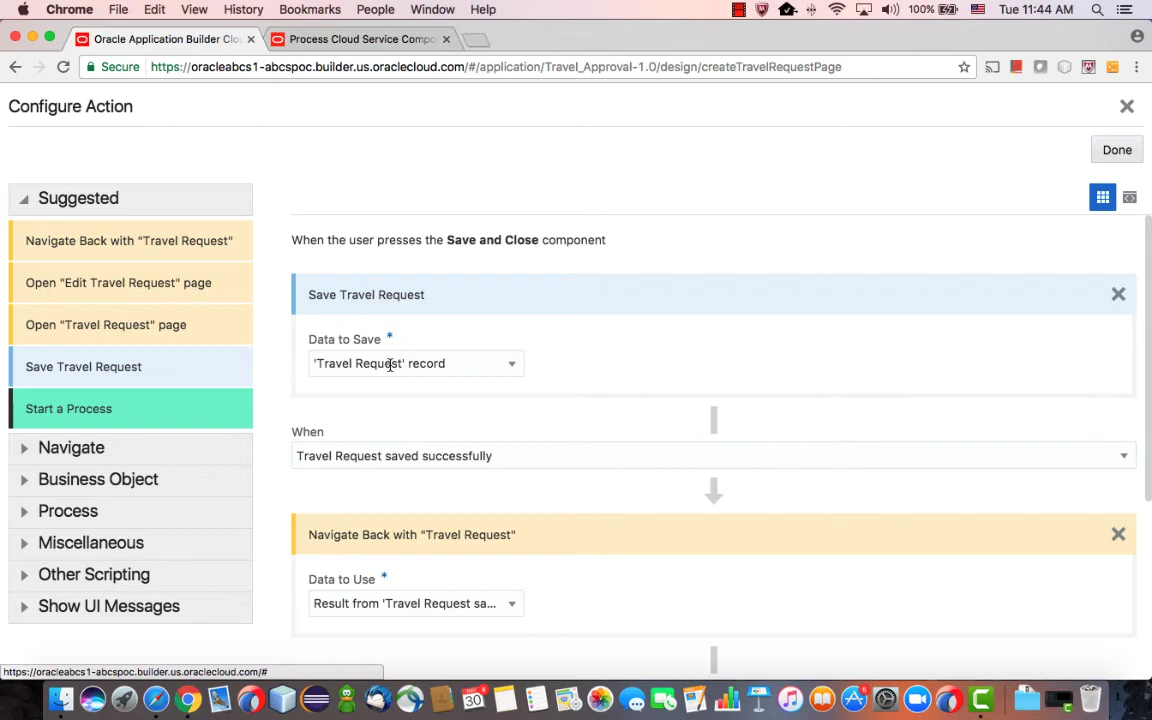 Chrome File Edit View History Bookmarks People Window Help 100% Tue 11:44 AM
Oracle Application Builder Clou × Process Cloud Service Compo ×
Secure https://oracleabcs1-abcspoc.builder.us.oraclecloud.com/#/application/Travel_Approval-1.0/design/createTravelRequestPage
Configure Action
Done
Suggested
Navigate Back with "Travel Request"
Open "Edit Travel Request" page
Open "Travel Request" page
Save Travel Request
Start a Process
Navigate
Business Object
Process
Miscellaneous
Other Scripting
Show UI Messages
When the user presses the Save and Close component
Save Travel Request
Data to Save *
'Travel Request' record
When
Travel Request saved successfully
Navigate Back with "Travel Request"
Data to Use *
Result from 'Travel Request sa...
https://oracleabcs1-abcspoc.builder.us.oraclecloud.com/#
30